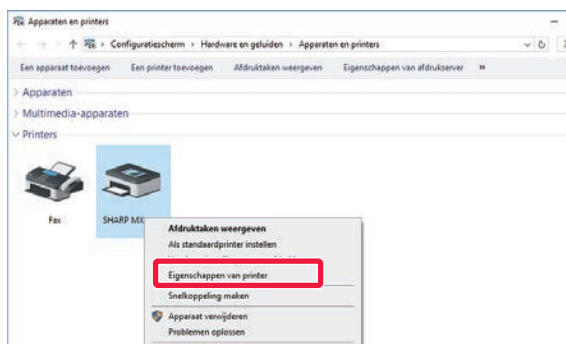 Apparaten en printers
Configuratiescherm › Hardware en geluiden › Apparaten en printers
Een apparaat toevoegen Een printer toevoegen Afdruktaken weergeven Eigenschappen van afdrukserver »
Apparaten
Multimedia-apparaten
Printers
Fax
SHARP MX
Afdruktaken weergeven
Als standaardprinter instellen
Eigenschappen van printer
Snelkoppeling maken
Apparaat verwijderen
Problemen oplossen